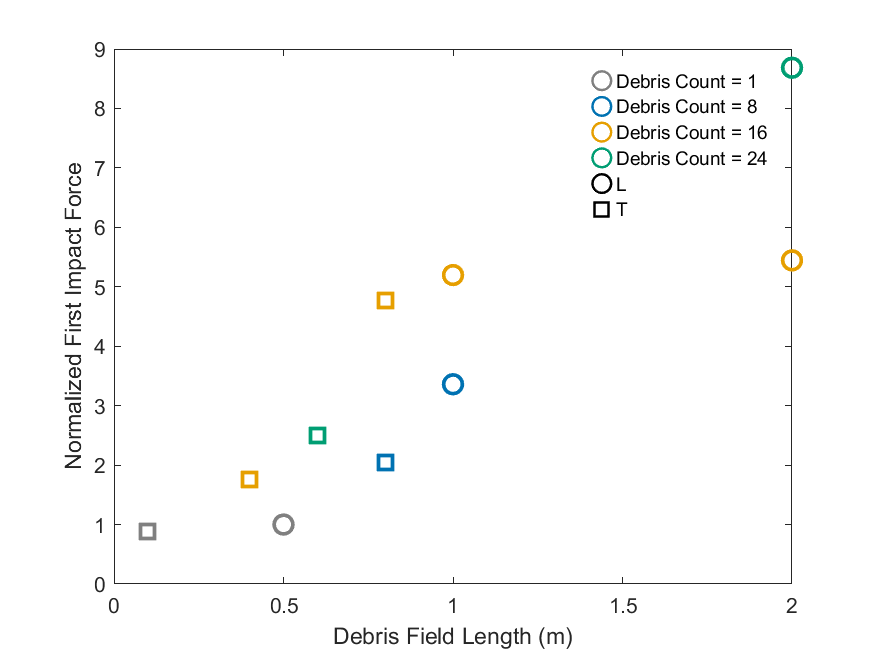 9
8
7
6
5
4
3
2
1
0
Normalized First Impact Force
Debris Count = 1
Debris Count = 8
Debris Count = 16
Debris Count = 24
L
T
0 0.5 1 1.5 2
Debris Field Length (m)